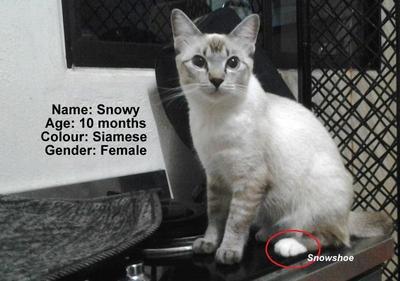 Name: Snowy
Age: 10 months
Colour: Siamese
Gender: Female
Snowshoe